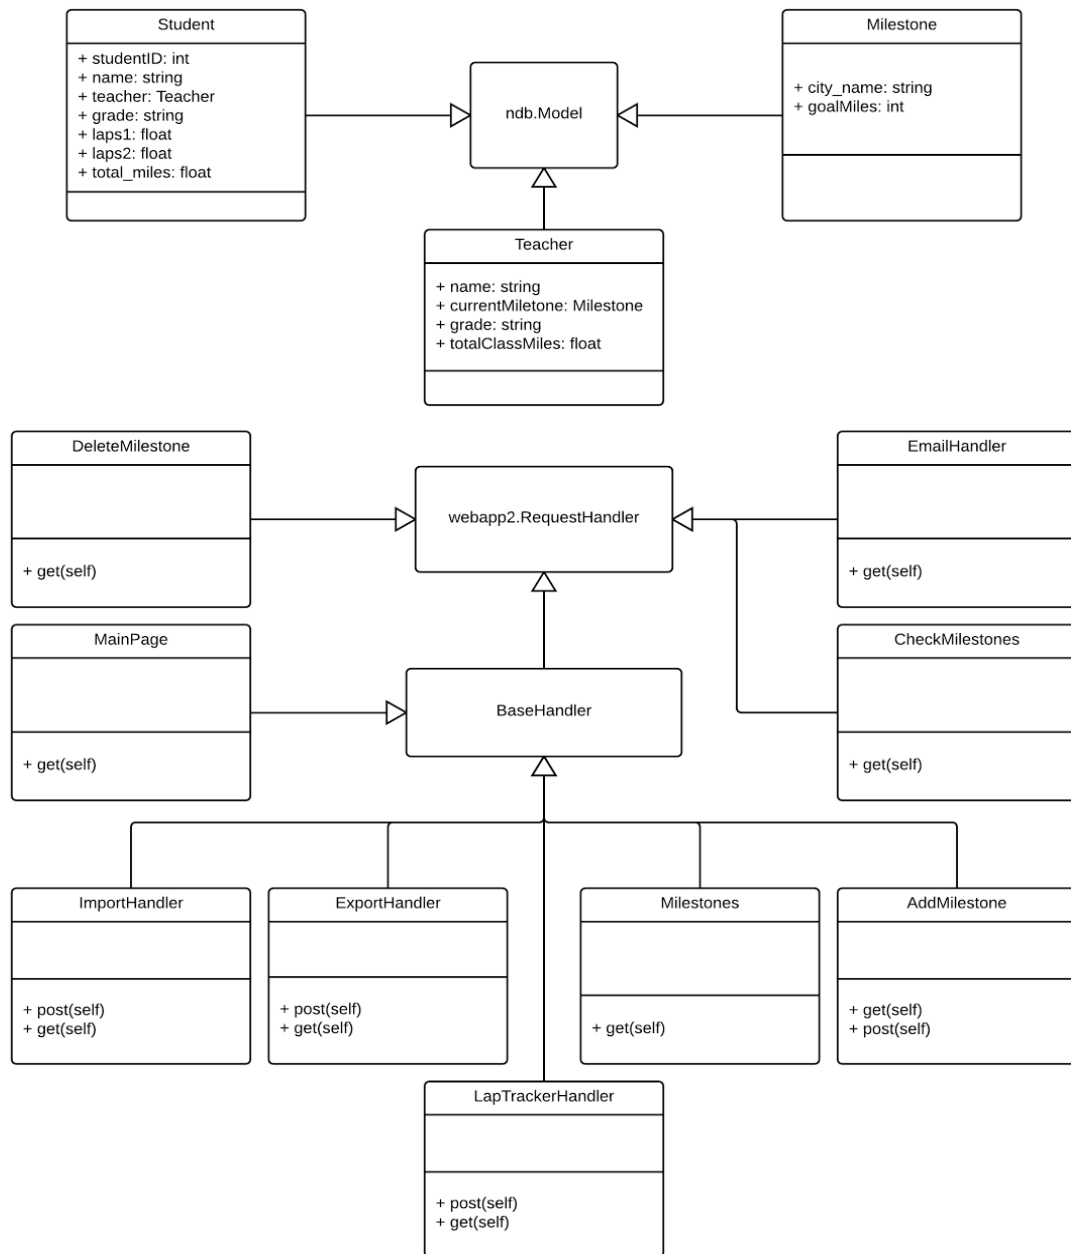 Student
+ studentID: int
+ name: string
+ teacher: Teacher
+ grade: string
+ laps1: float
+ laps2: float
+ total_miles: float
ndb.Model
Milestone
+ city_name: string
+ goalMiles: int
Teacher
+ name: string
+ currentMiletone: Milestone
+ grade: string
+ totalClassMiles: float
DeleteMilestone
+ get(self)
webapp2.RequestHandler
EmailHandler
+ get(self)
MainPage
+ get(self)
BaseHandler
CheckMilestones
+ get(self)
ImportHandler
+ post(self)
+ get(self)
ExportHandler
+ post(self)
+ get(self)
Milestones
+ get(self)
AddMilestone
+ get(self)
+ post(self)
LapTrackerHandler
+ post(self)
+ get(self)